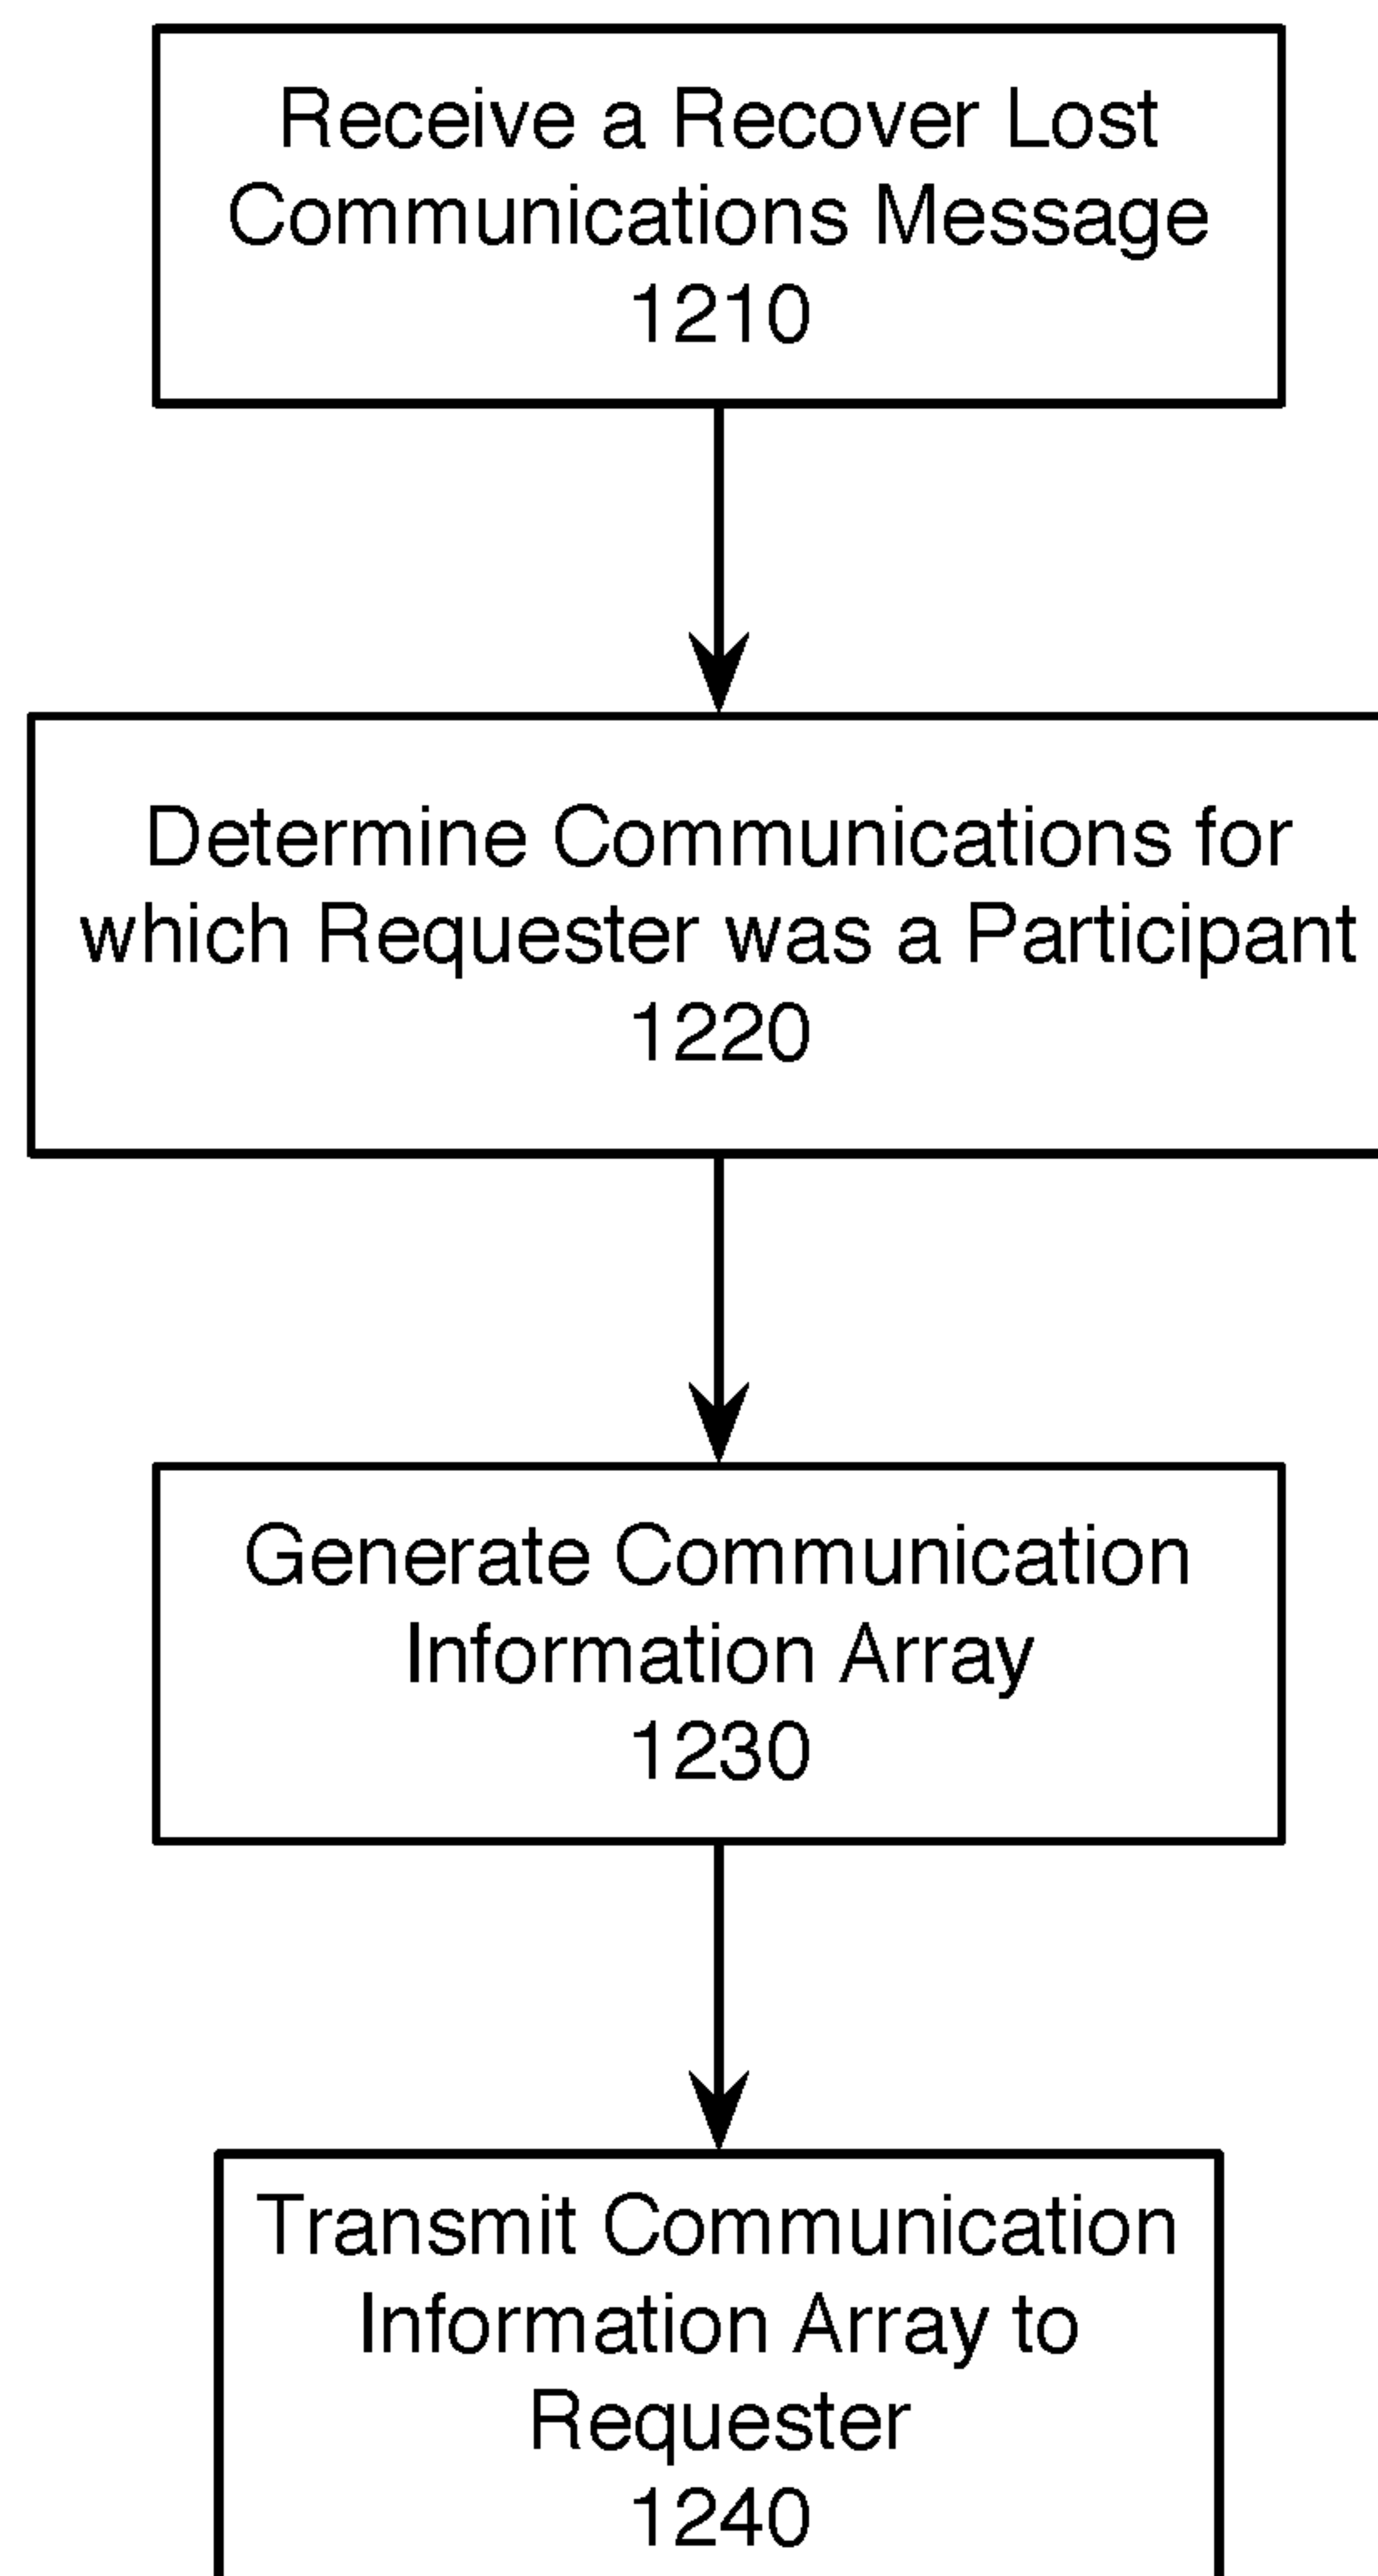 Receive a Recover Lost
Communications Message
1210
Determine Communications for
which Requester was a Participant
1220
Generate Communication
Information Array
1230
Transmit Communication
Information Array to
Requester
1240